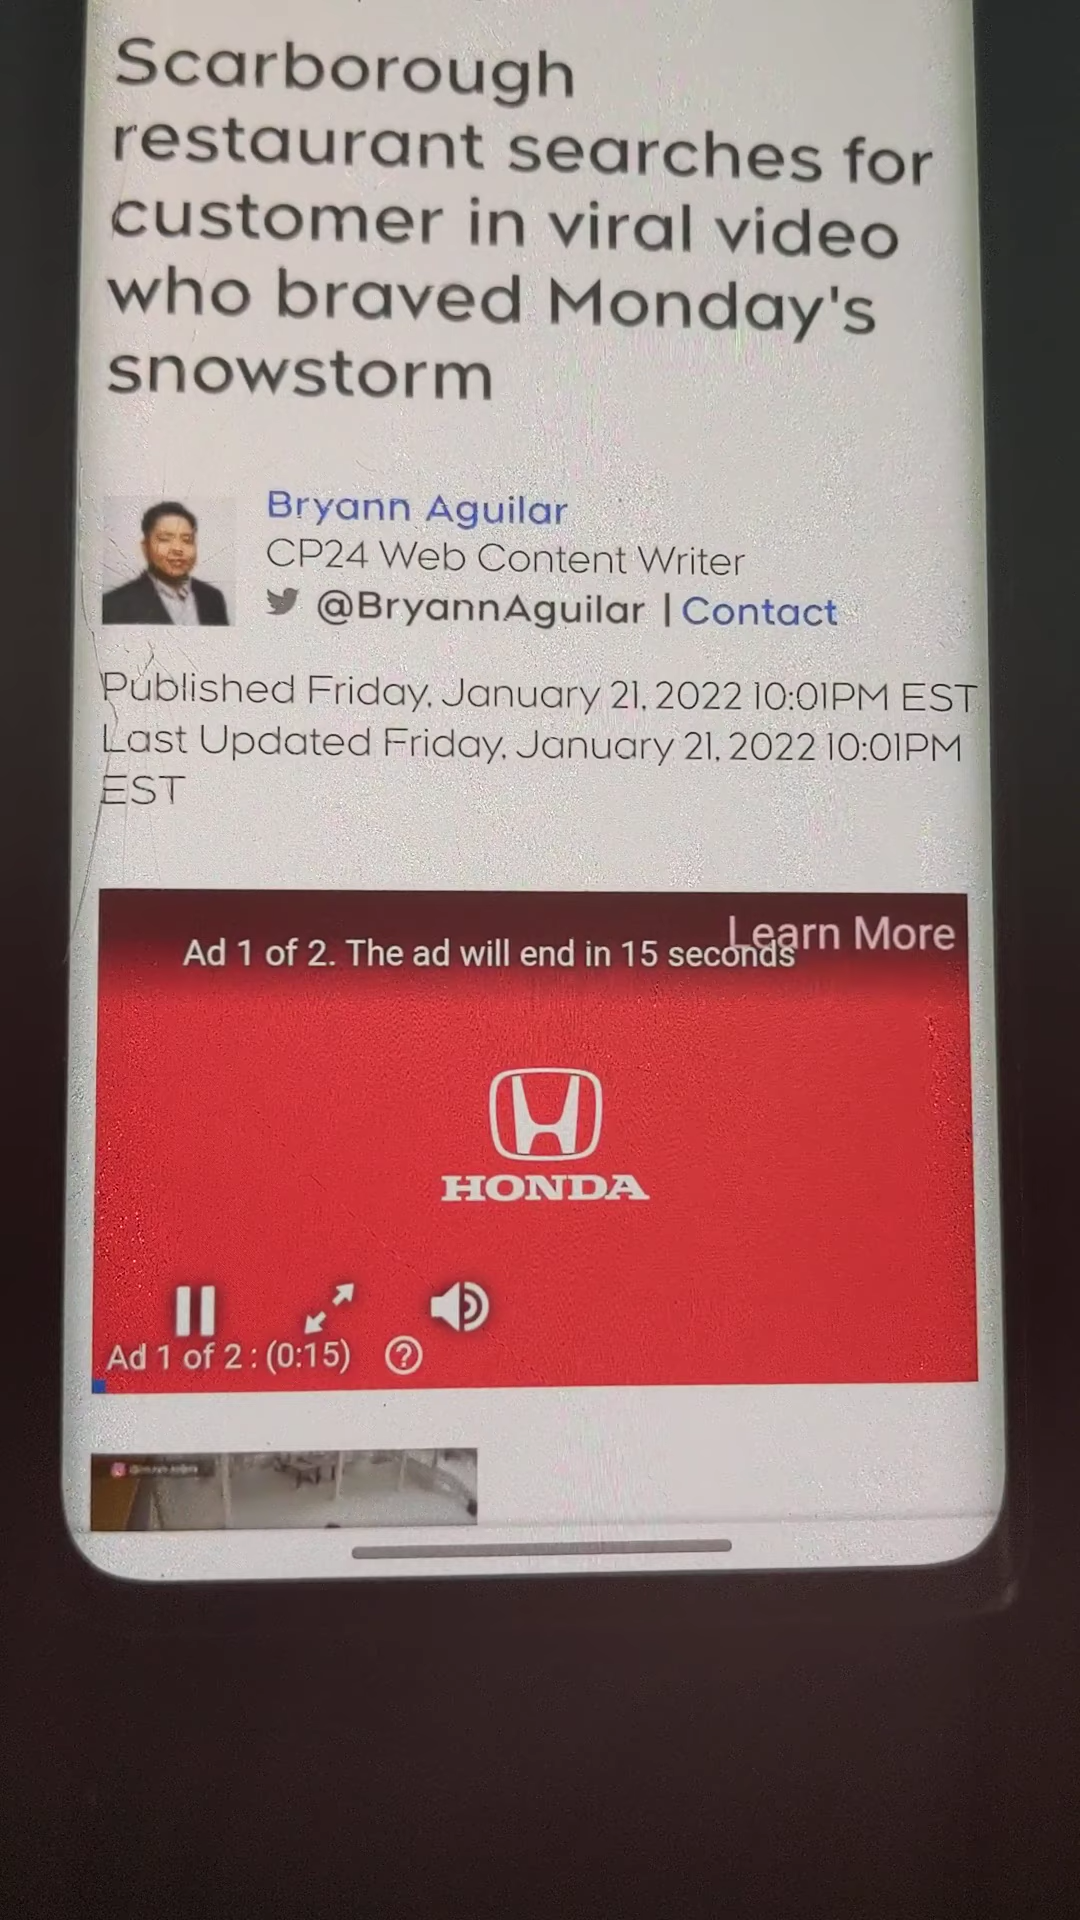 Scarborough
restaurant searches for
customer in viral video
who braved Monday's
snowstorm
Bryann Aguilar
CP24 Web Content Writer
@BryannAguilar | Contact
Published Friday, January 21, 2022 10:01PM EST
Last Updated Friday, January 21, 2022 10:01PM
EST
Learn More
Ad 1 of 2. The ad will end in 15 seconds
HONDA
Ad 1 of 2 : (0:15) ?